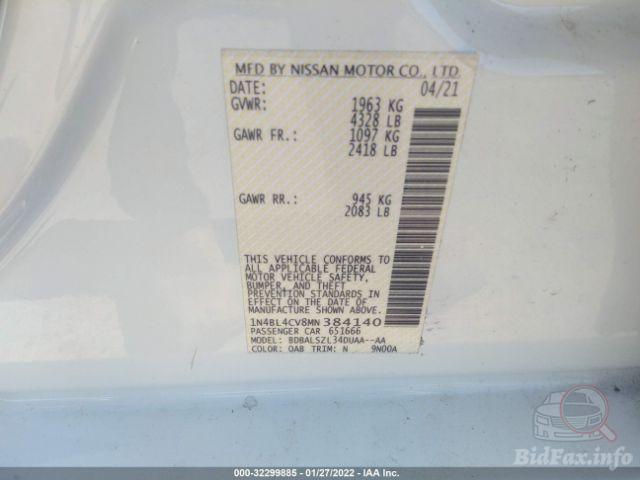 MFD BY NISSAN MOTOR CO., LTD.
DATE: 04/21
GVWR: 1963 KG
4328 LB
GAWR FR.: 1097 KG
2418 LB
GAWR RR.: 945 KG
2083 LB
THIS VEHICLE CONFORMS TO
ALL APPLICABLE FEDERAL
MOTOR VEHICLE SAFETY,
BUMPER, AND THEFT
PREVENTION STANDARDS
IN EFFECT ON THE DATE OF
MANUFACTURE SHOWN ABOVE.
1N4BL4CV8MN 384140
PASSENGER CAR 651666
MODEL: BDBALSZL34DUAA--AA
COLOR: QAB TRIM: N 9N00A
000-32299885 - 01/27/2022 - IAA Inc.
BidFax.info